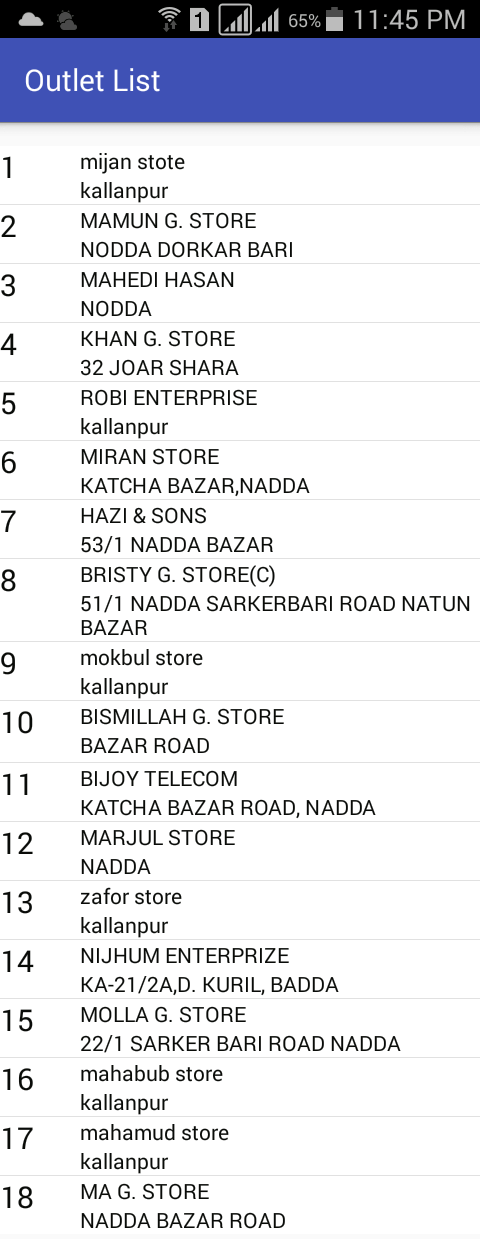 1 65% 11:45 PM
Outlet List
1 mijan stote
kallanpur
2 MAMUN G. STORE
NODDA DORKAR BARI
3 MAHEDI HASAN
NODDA
4 KHAN G. STORE
32 JOAR SHARA
5 ROBI ENTERPRISE
kallanpur
6 MIRAN STORE
KATCHA BAZAR,NADDA
7 HAZI & SONS
53/1 NADDA BAZAR
8 BRISTY G. STORE(C)
51/1 NADDA SARKERBARI ROAD NATUN
BAZAR
9 mokbul store
kallanpur
10 BISMILLAH G. STORE
BAZAR ROAD
11 BIJOY TELECOM
KATCHA BAZAR ROAD, NADDA
12 MARJUL STORE
NADDA
13 zafor store
kallanpur
14 NIJHUM ENTERPRIZE
KA-21/2A,D. KURIL, BADDA
15 MOLLA G. STORE
22/1 SARKER BARI ROAD NADDA
16 mahabub store
kallanpur
17 mahamud store
kallanpur
18 MA G. STORE
NADDA BAZAR ROAD